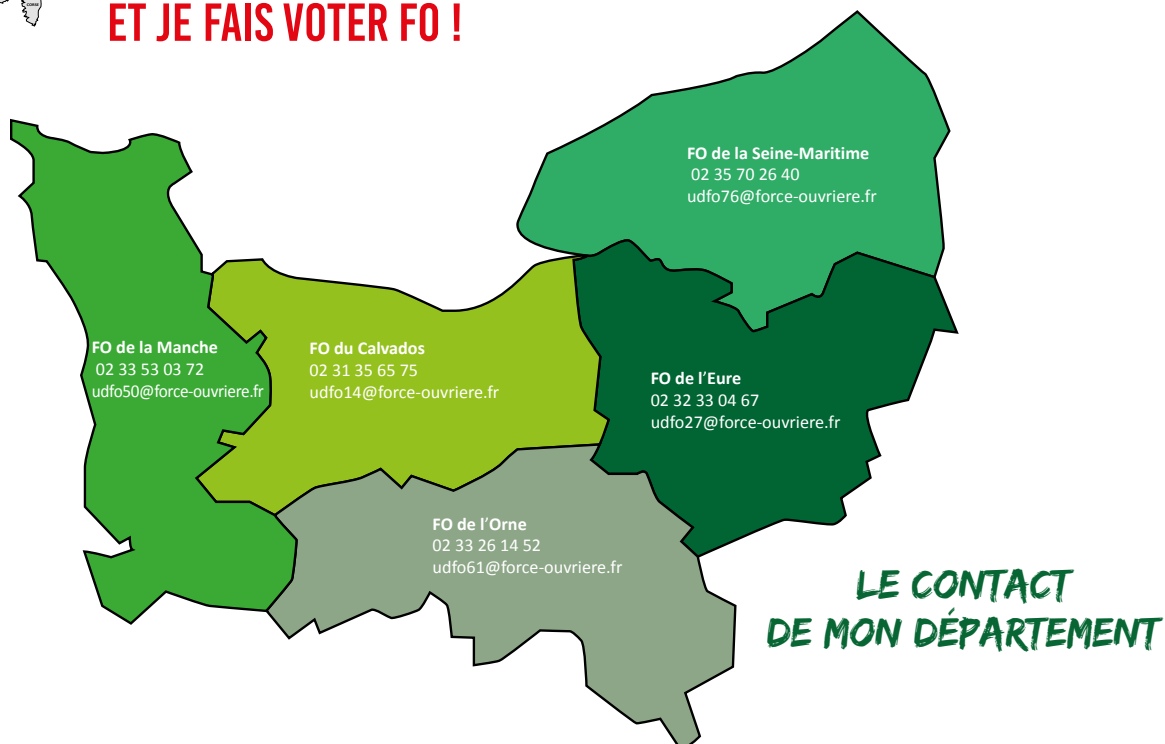 CORSE
ET JE FAIS VOTER FO !
FO de la Seine-Maritime
02 35 70 26 40
udfo76@force-ouvriere.fr
FO de la Manche
02 33 53 03 72
udfo50@force-ouvriere.fr
FO du Calvados
02 31 35 65 75
udfo14@force-ouvriere.fr
FO de l’Eure
02 32 33 04 67
udfo27@force-ouvriere.fr
FO de l’Orne
02 33 26 14 52
udfo61@force-ouvriere.fr
LE CONTACT
DE MON DÉPARTEMENT